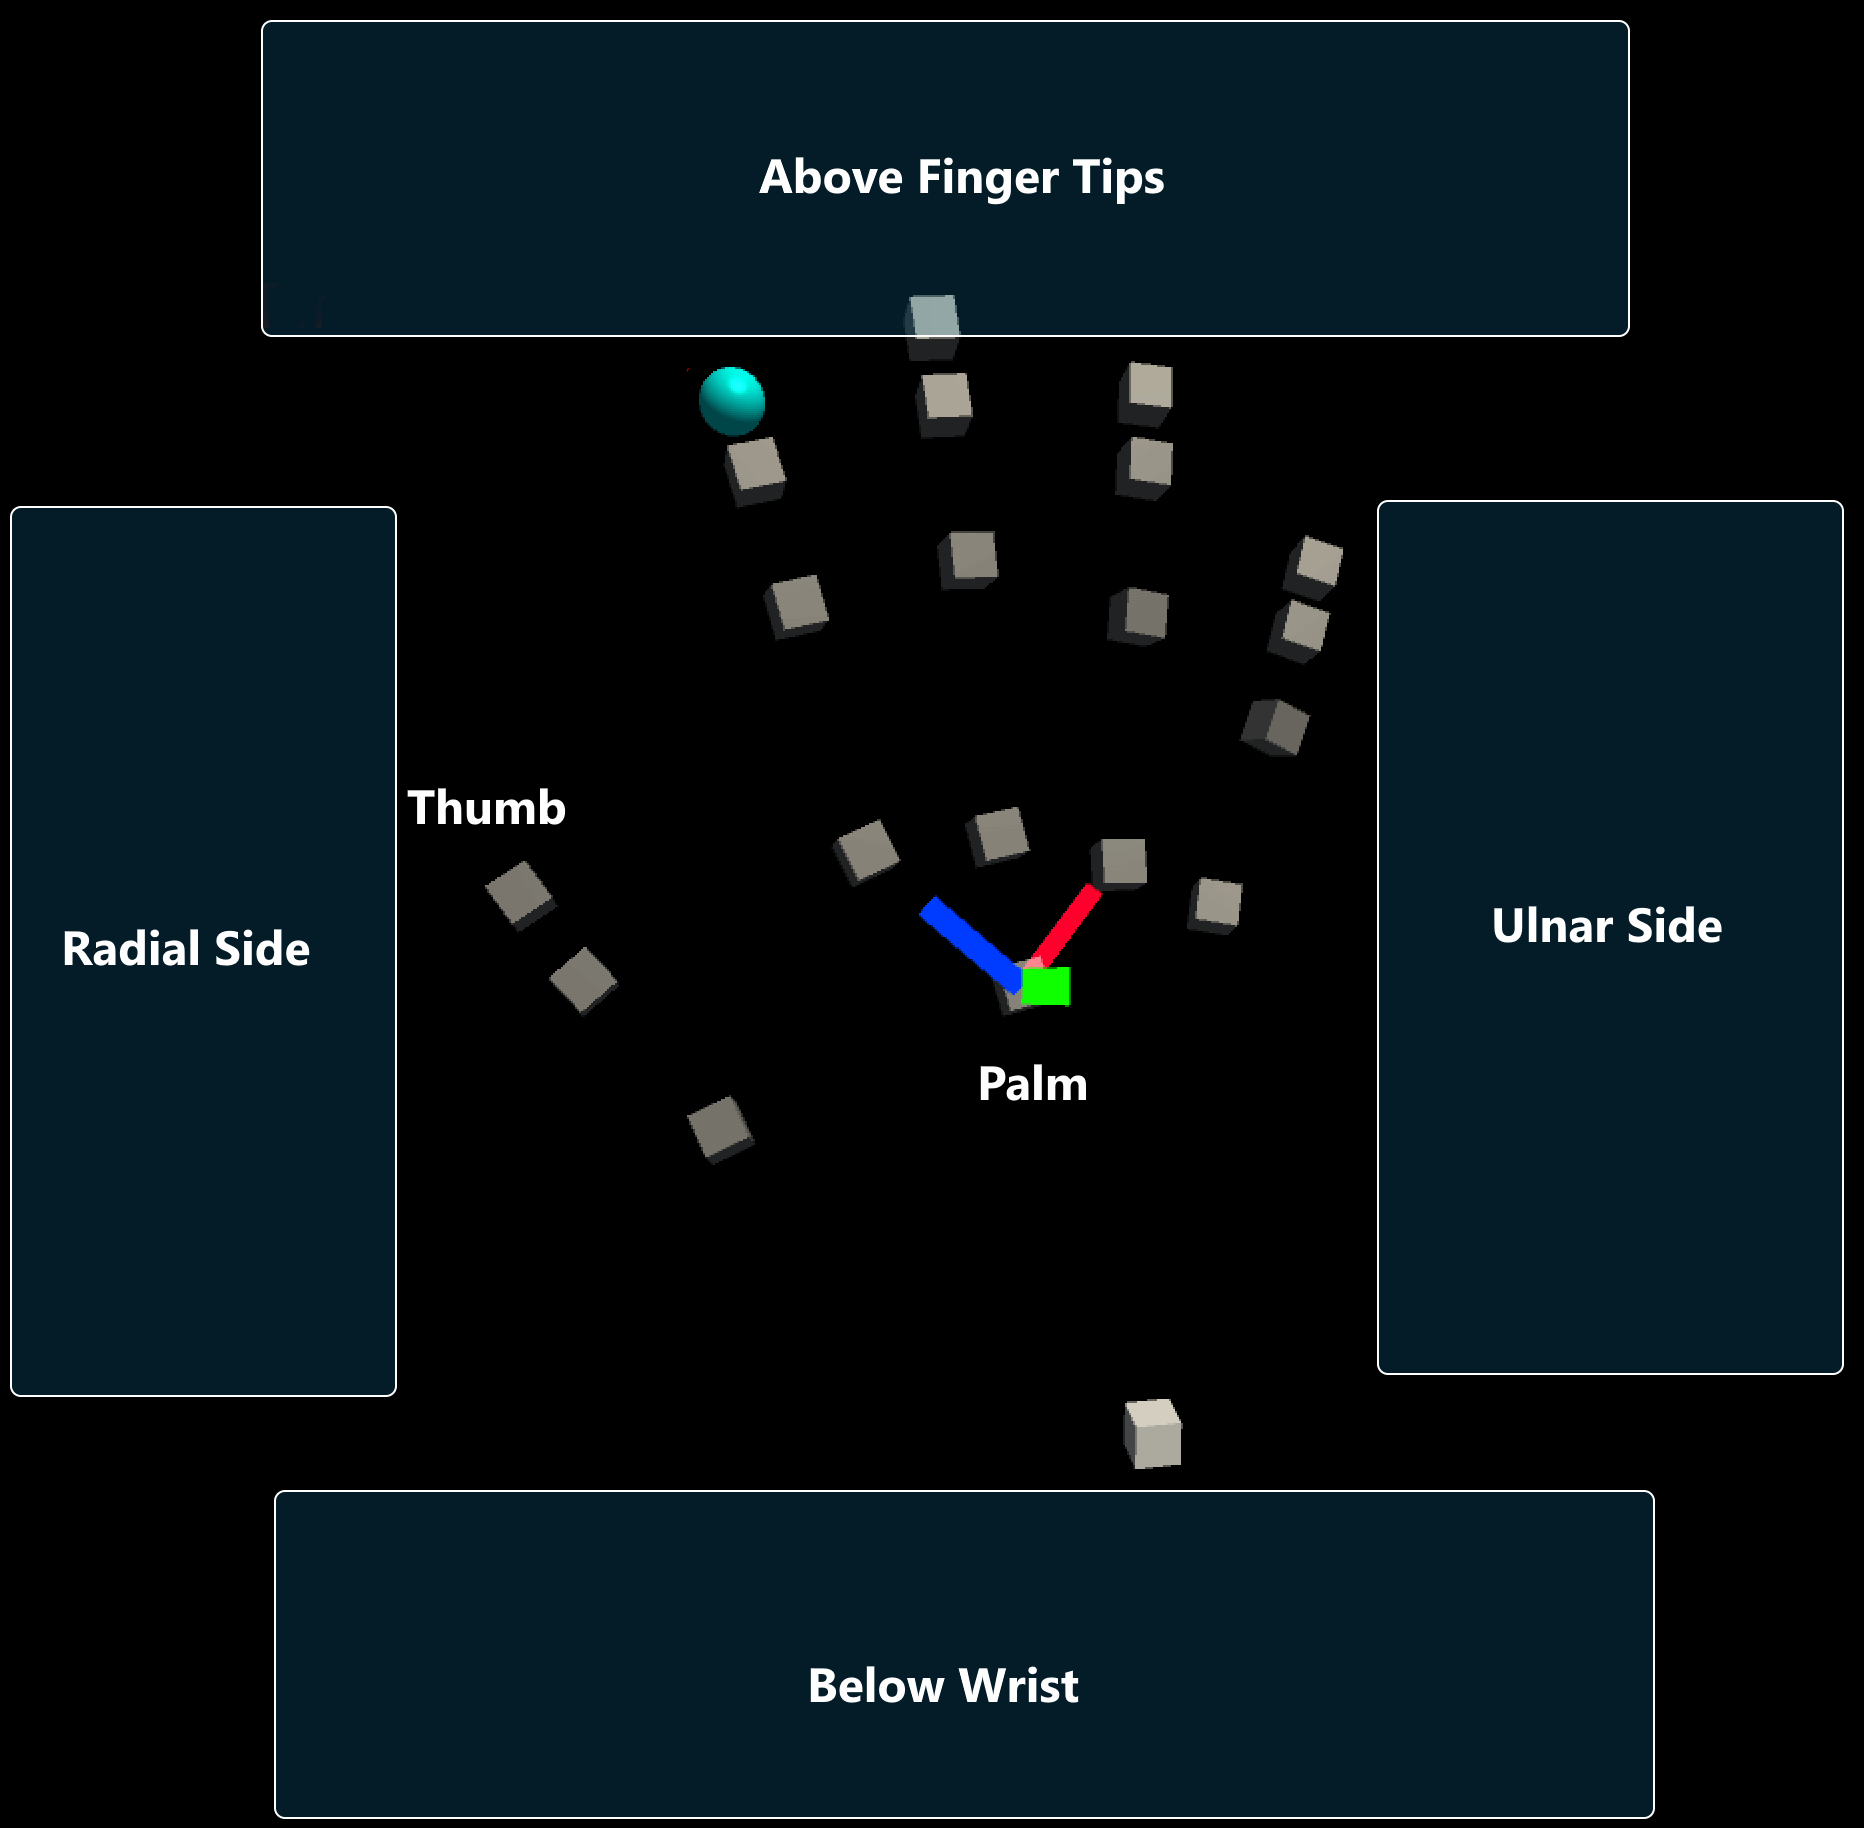 Above Finger Tips
Thumb
Radial Side
Ulnar Side
Palm
Below Wrist